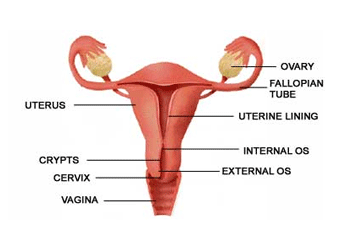 OVARY
FALLOPIAN
TUBE
UTERUS
UTERINE LINING
INTERNAL OS
CRYPTS
EXTERNAL OS
CERVIX
VAGINA